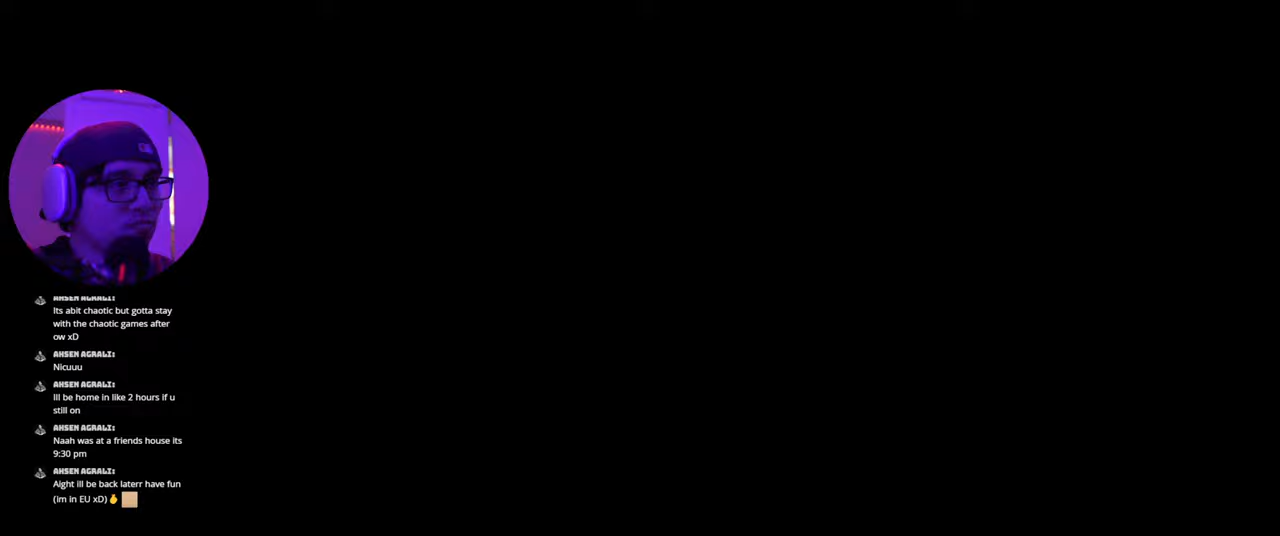 AHSEN AGRALI:
Its abit chaotic but gotta stay
with the chaotic games after
ow xD
AHSEN AGRALI:
Nicuuu
AHSEN AGRALI:
Ill be home in like 2 hours if u
still on
AHSEN AGRALI:
Naah was at a friends house its
9:30 pm
AHSEN AGRALI:
Aight ill be back laterr have fun
(im in EU xD)🫰🏼